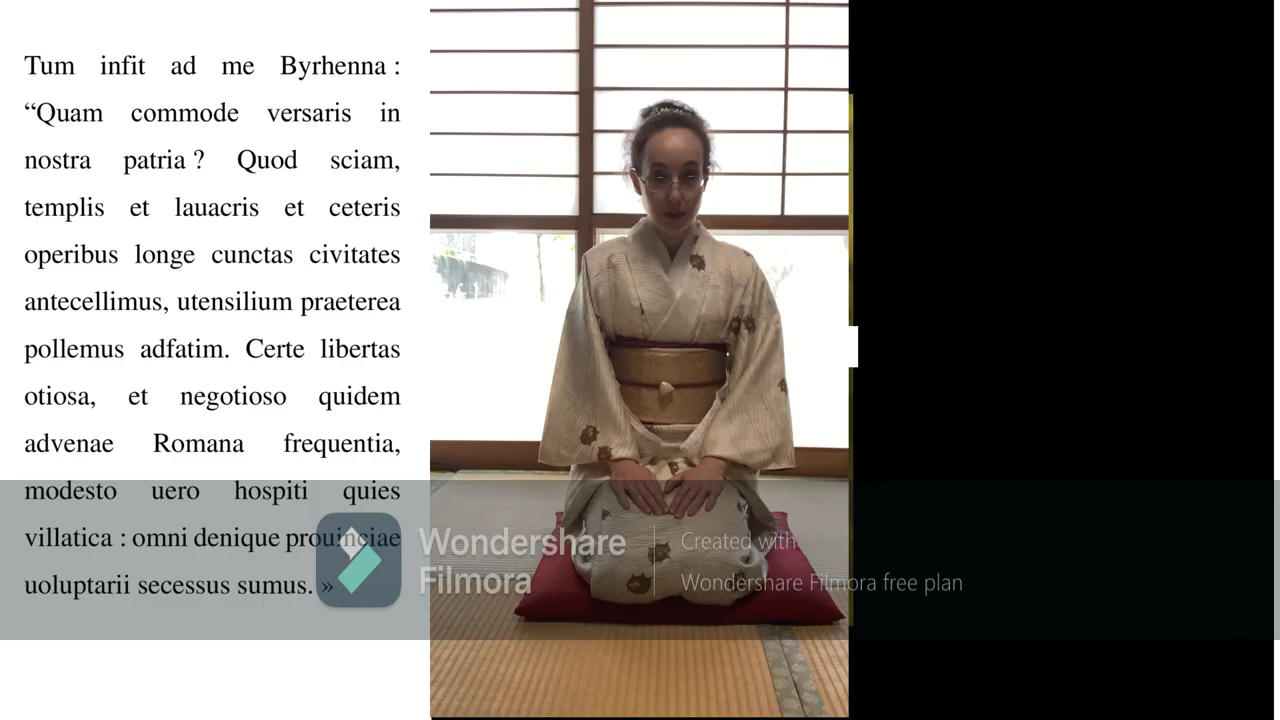 Tum infit ad me Byrhenna :
“Quam commode versaris in
nostra patria ? Quod sciam,
templis et lauacris et ceteris
operibus longe cunctas civitates
antecellimus, utensilium praeterea
pollemus adfatim. Certe libertas
otiosa, et negotioso quidem
advenae Romana frequentia,
modesto uero hospiti quies
villatica : omni denique prouinciae
uoluptarii secessus sumus. »
Wondershare
Filmora
Created with
Wondershare Filmora free plan